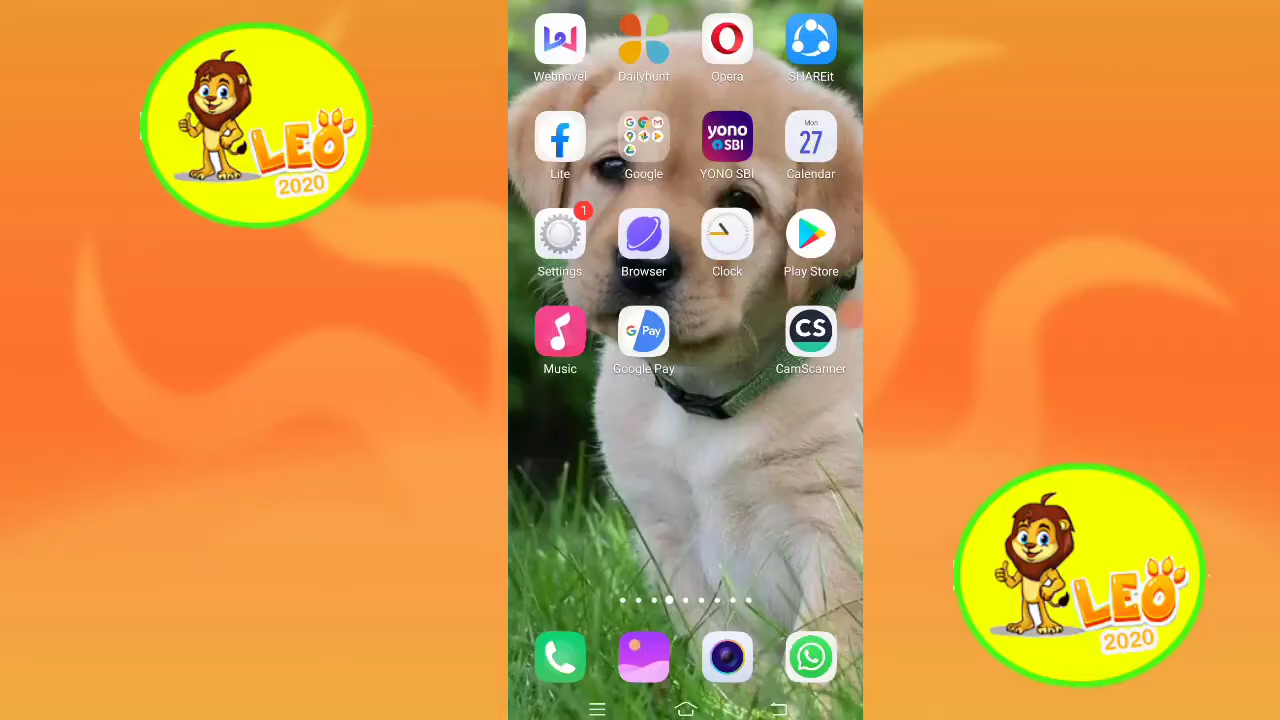 LEO
2020
Webnovel
Dailyhunt
Opera
SHAREit
yono
SBI
Mon
27
Lite
Google
YONO SBI
Calendar
1
Settings
Browser
Clock
Play Store
G Pay
CS
Music
Google Pay
CamScanner
LEO
2020